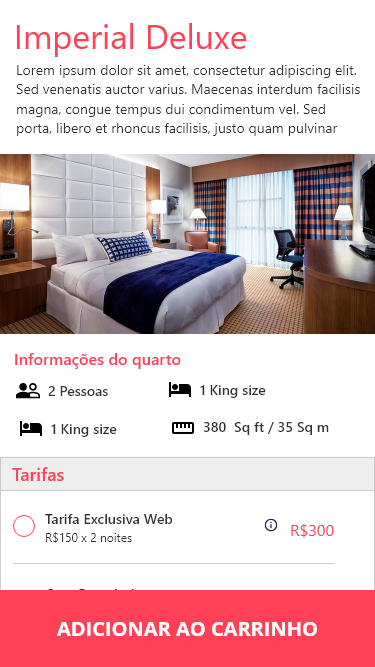 Imperial Deluxe
Lorem ipsum dolor sit amet, consectetur adipiscing elit.
Sed venenatis auctor varius. Maecenas interdum facilisis
magna, congue tempus dui condimentum vel. Sed
porta, libero et rhoncus facilisis, justo quam pulvinar
Informações do quarto
2 Pessoas
1 King size
1 King size
380 Sq ft / 35 Sq m
Tarifas
Tarifa Exclusiva Web
R$150 x 2 noites
R$300
ADICIONAR AO CARRINHO